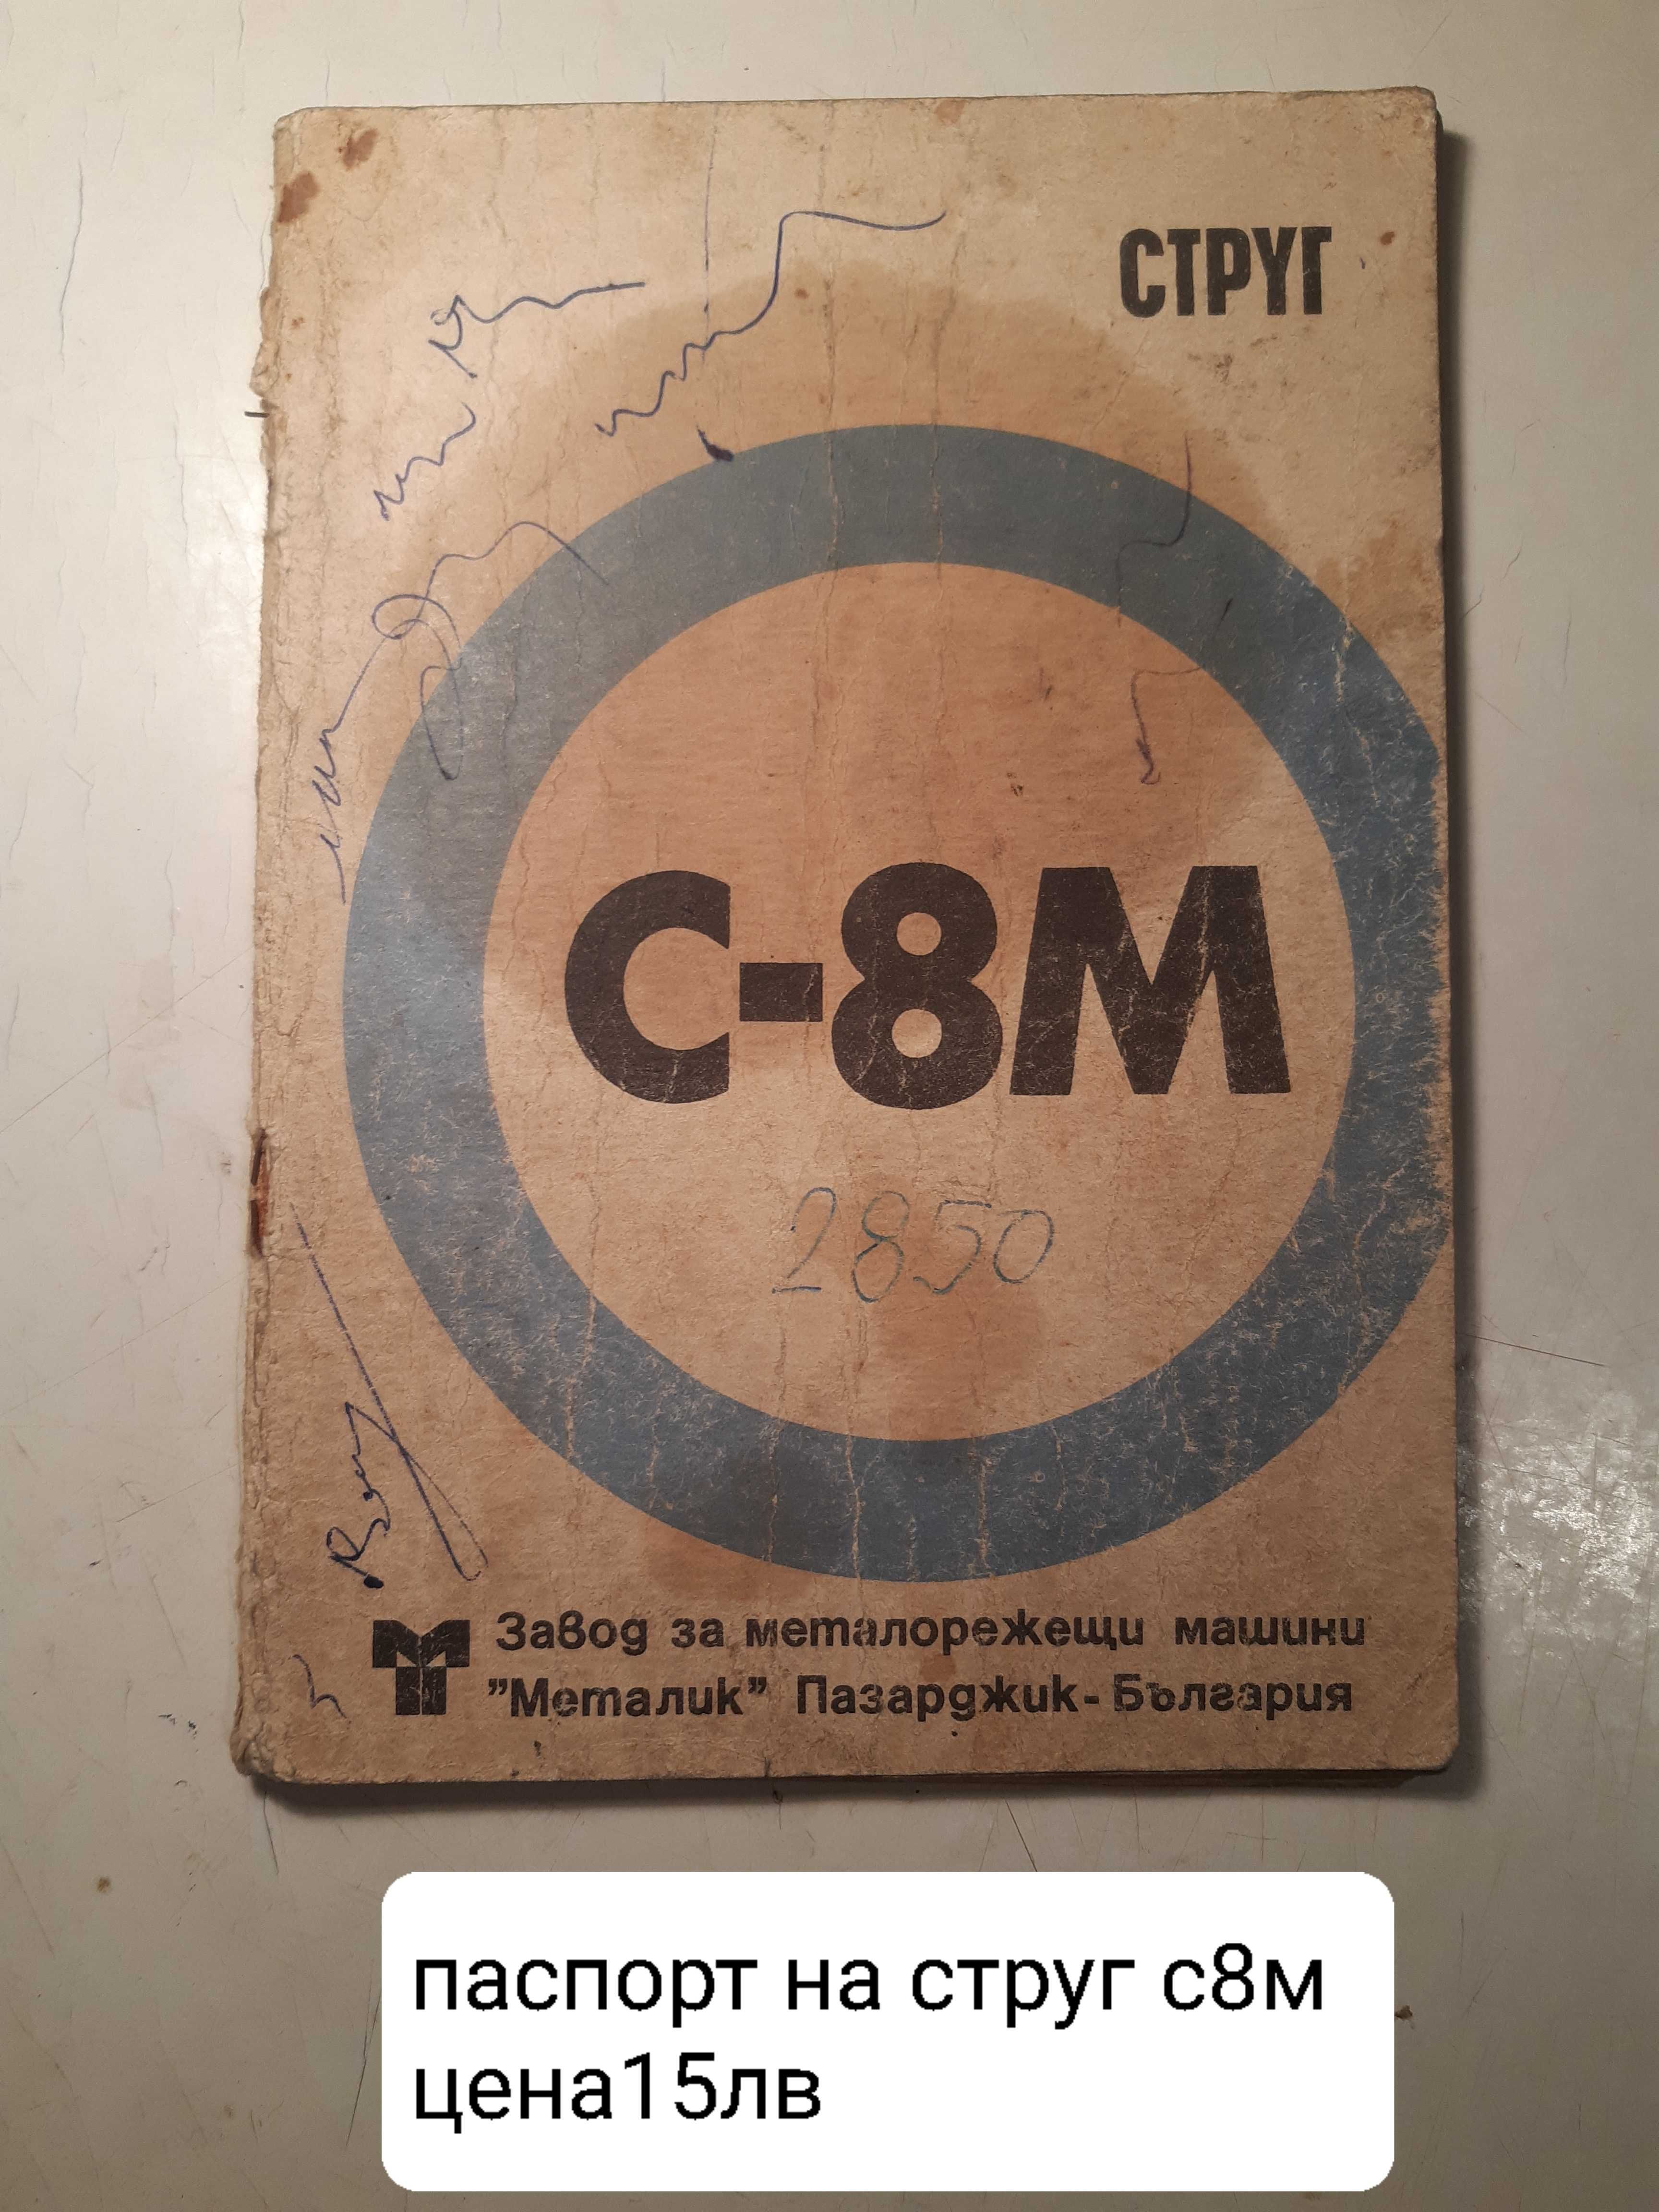 СТРУГ
С-8М
2850
Завод за металорежещи машини
"Металик" Пазарджик-България
паспорт на струг с8м
цена15лв